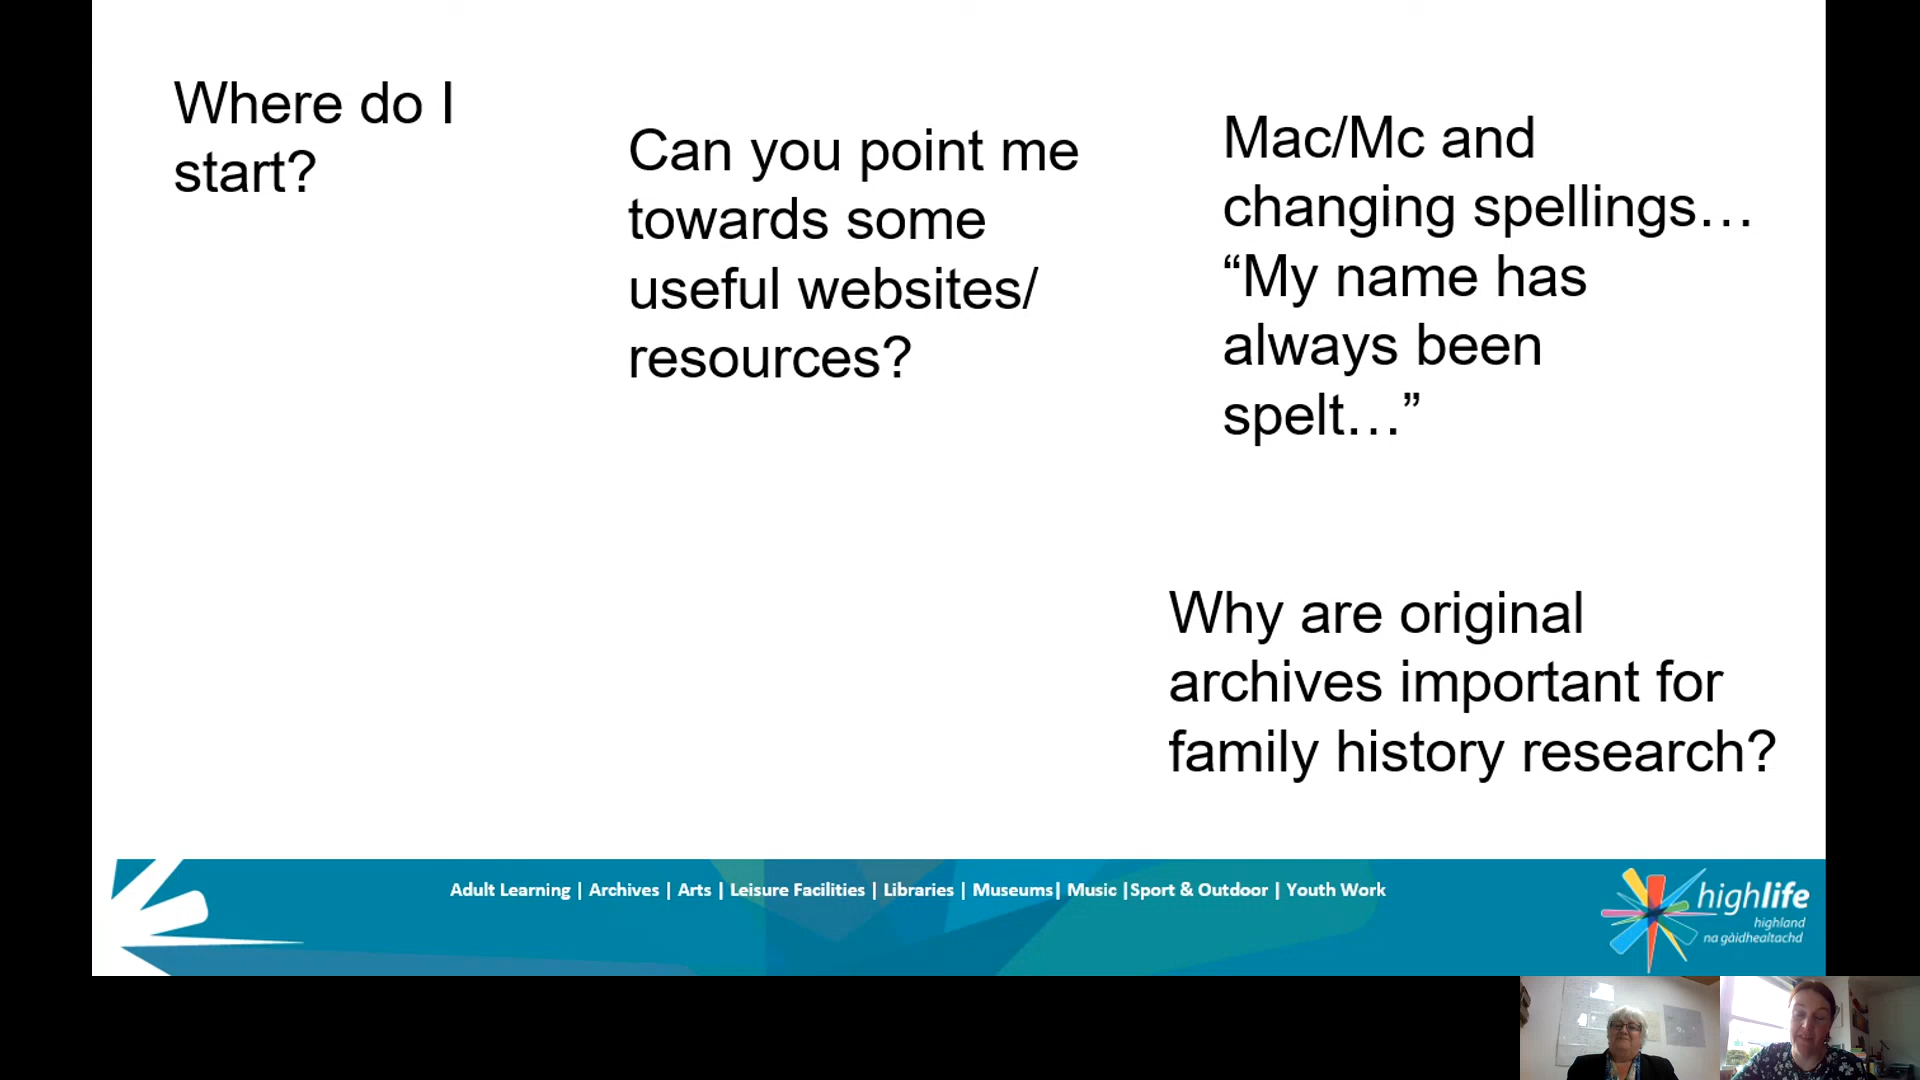 Where do I
start?
Can you point me
towards some
useful websites/
resources?
Mac/Mc and
changing spellings…
“My name has
always been
spelt…”
Why are original
archives important for
family history research?
Adult Learning | Archives | Arts | Leisure Facilities | Libraries | Museums| Music |Sport & Outdoor | Youth Work
highlife
highland
na gàidhealtachd